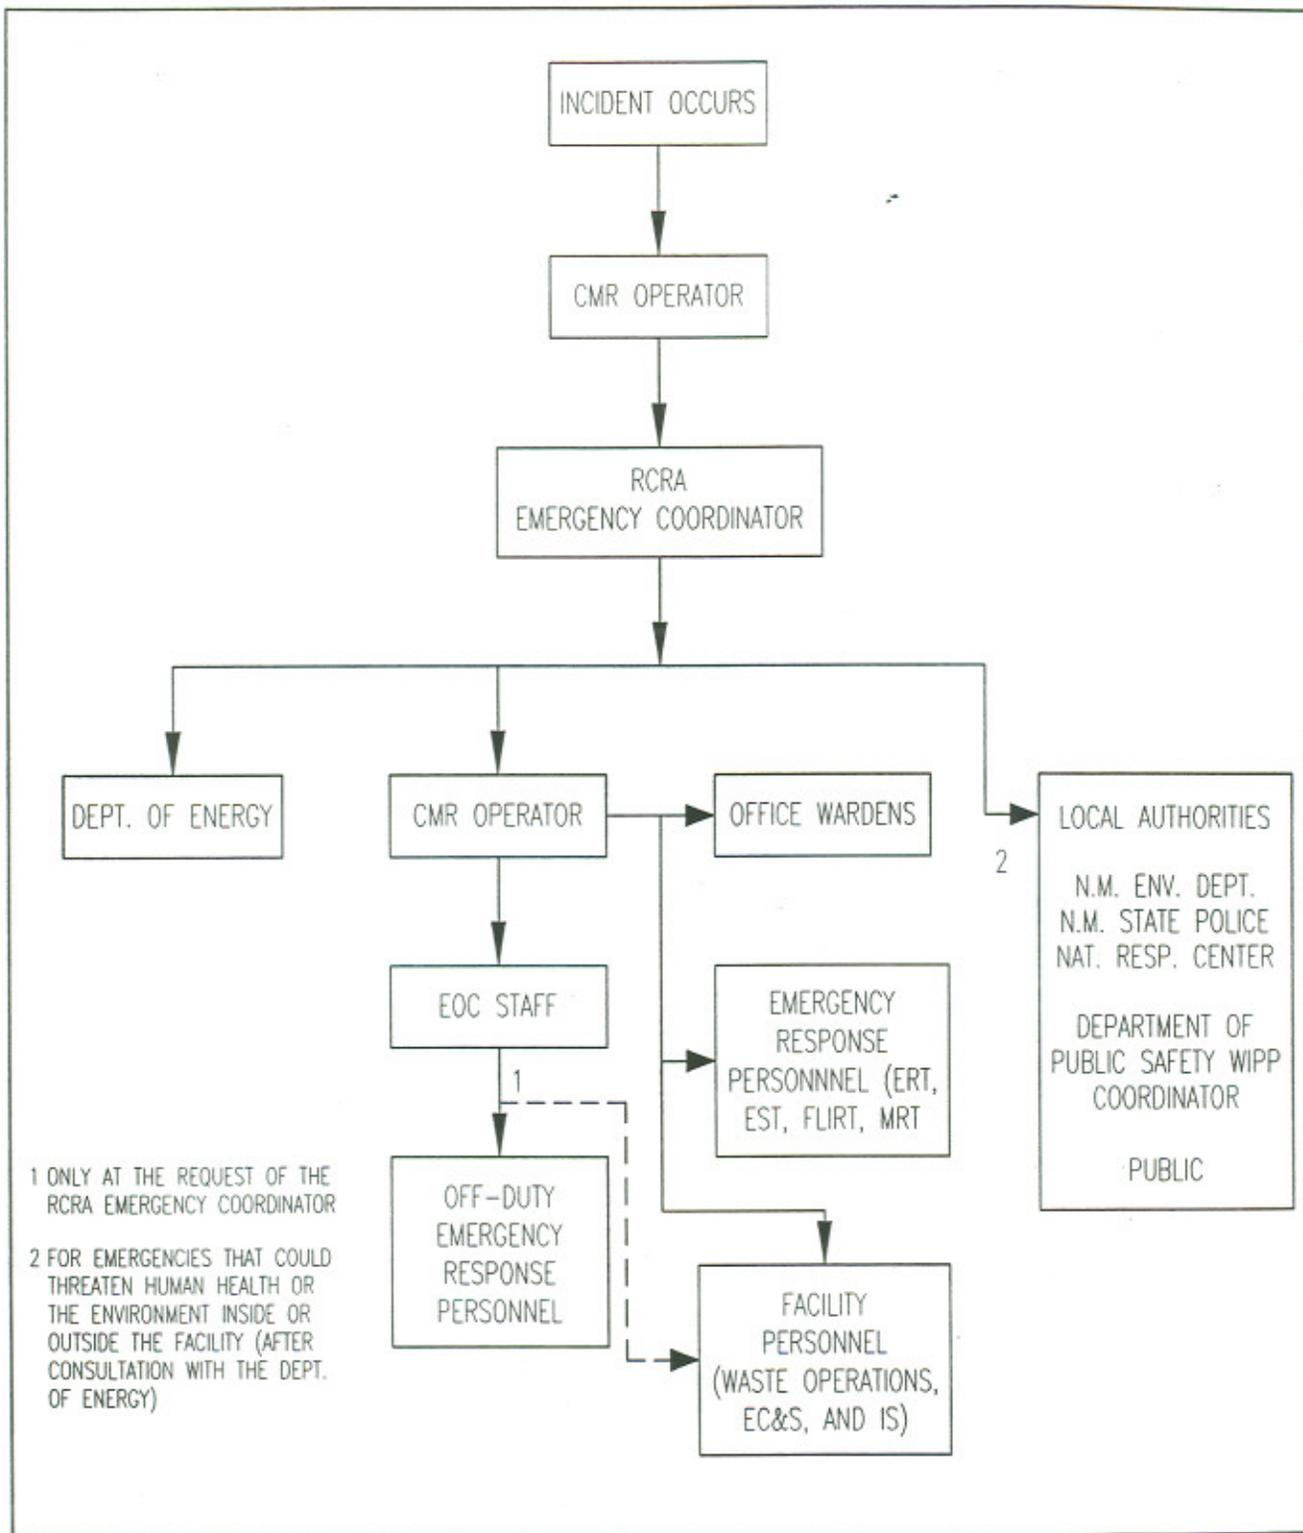 INCIDENT OCCURS
CMR OPERATOR
RCRA
EMERGENCY COORDINATOR
DEPT. OF ENERGY
CMR OPERATOR
OFFICE WARDENS
2
LOCAL AUTHORITIES
N.M. ENV. DEPT.
N.M. STATE POLICE
NAT. RESP. CENTER
DEPARTMENT OF
PUBLIC SAFETY WIPP
COORDINATOR
PUBLIC
EOC STAFF
EMERGENCY
RESPONSE
PERSONNNEL (ERT,
EST, FLIRT, MRT
1
OFF-DUTY
EMERGENCY
RESPONSE
PERSONNEL
FACILITY
PERSONNEL
(WASTE OPERATIONS,
EC&S, AND IS)
1 ONLY AT THE REQUEST OF THE
RCRA EMERGENCY COORDINATOR
2 FOR EMERGENCIES THAT COULD
THREATEN HUMAN HEALTH OR
THE ENVIRONMENT INSIDE OR
OUTSIDE THE FACILITY (AFTER
CONSULTATION WITH THE DEPT.
OF ENERGY)